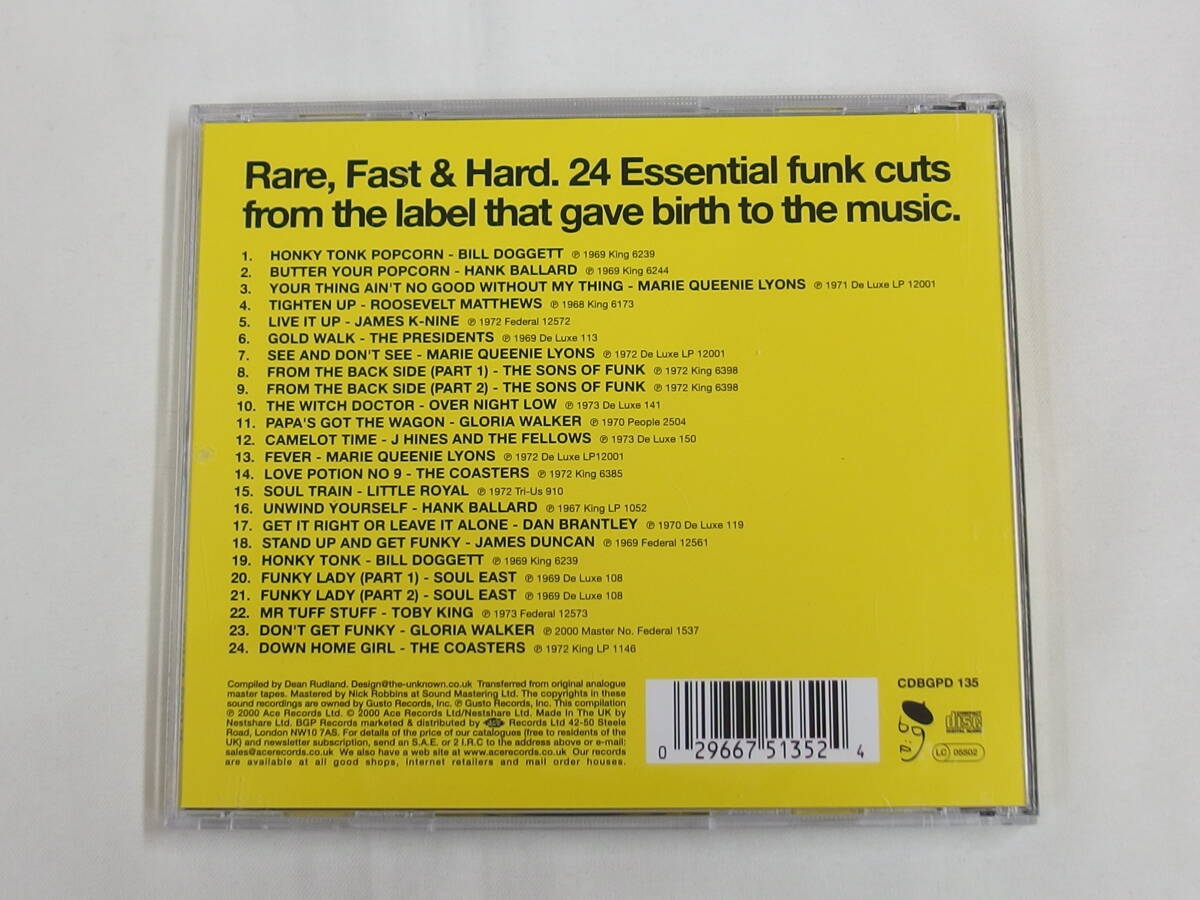 Rare, Fast & Hard. 24 Essential funk cuts
from the label that gave birth to the music.
1. HONKY TONK POPCORN - BILL DOGGETT ℗ 1969 King 6239
2. BUTTER YOUR POPCORN - HANK BALLARD ℗ 1969 King 6244
3. YOUR THING AIN'T NO GOOD WITHOUT MY THING - MARIE QUEENIE LYONS ℗ 1971 De Luxe LP 12001
4. TIGHTEN UP - ROOSEVELT MATTHEWS ℗ 1968 King 6173
5. LIVE IT UP - JAMES K-NINE ℗ 1972 Federal 12572
6. GOLD WALK - THE PRESIDENTS ℗ 1969 De Luxe 113
7. SEE AND DON'T SEE - MARIE QUEENIE LYONS ℗ 1972 De Luxe LP 12001
8. FROM THE BACK SIDE (PART 1) - THE SONS OF FUNK ℗ 1972 King 6398
9. FROM THE BACK SIDE (PART 2) - THE SONS OF FUNK ℗ 1972 King 6398
10. THE WITCH DOCTOR - OVER NIGHT LOW ℗ 1973 De Luxe 141
11. PAPA'S GOT THE WAGON - GLORIA WALKER ℗ 1970 People 2504
12. CAMELOT TIME - J HINES AND THE FELLOWS ℗ 1973 De Luxe 150
13. FEVER - MARIE QUEENIE LYONS ℗ 1972 De Luxe LP12001
14. LOVE POTION NO 9 - THE COASTERS ℗ 1972 King 6385
15. SOUL TRAIN - LITTLE ROYAL ℗ 1972 Tri-Us 910
16. UNWIND YOURSELF - HANK BALLARD ℗ 1967 King LP 1052
17. GET IT RIGHT OR LEAVE IT ALONE - DAN BRANTLEY ℗ 1970 De Luxe 119
18. STAND UP AND GET FUNKY - JAMES DUNCAN ℗ 1969 Federal 12561
19. HONKY TONK - BILL DOGGETT ℗ 1969 King 6239
20. FUNKY LADY (PART 1) - SOUL EAST ℗ 1969 De Luxe 108
21. FUNKY LADY (PART 2) - SOUL EAST ℗ 1969 De Luxe 108
22. MR TUFF STUFF - TOBY KING ℗ 1973 Federal 12573
23. DON'T GET FUNKY - GLORIA WALKER ℗ 2000 Master No. Federal 1537
24. DOWN HOME GIRL - THE COASTERS ℗ 1972 King LP 1146
Compiled by Dean Rudland. Design@the-unknown.co.uk Transferred from original analogue
master tapes. Mastered by Nick Robbins at Sound Mastering Ltd. The copyrights in these
sound recordings are owned by Gusto Records, Inc. ℗ Gusto Records, Inc. This compilation
℗ 2000 Ace Records Ltd. © 2000 Ace Records Ltd/Nestshare Ltd. Made In The UK by
Nestshare Ltd. BGP Records marketed & distributed by ACE Records Ltd 42-50 Steele
Road, London NW10 7AS. For details of the price of our catalogues (free to residents of the
UK) and newsletter subscription, send an S.A.E. or 2 I.R.C to the address above or e-mail:
sales@acerecords.co.uk We also have a web site at www.acerecords.co.uk Our records
are available at all good shops, internet retailers and mail order houses.
0 29667 51352 4
CDBGPD 135
b.g.p
COMPACT disc DIGITAL AUDIO
LC 05502